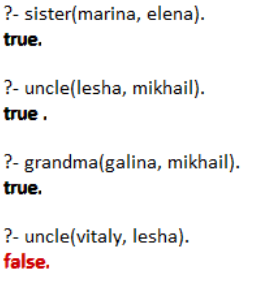 ?- sister(marina, elena).
true.
?- uncle(lesha, mikhail).
true .
?- grandma(galina, mikhail).
true.
?- uncle(vitaly, lesha).
false.